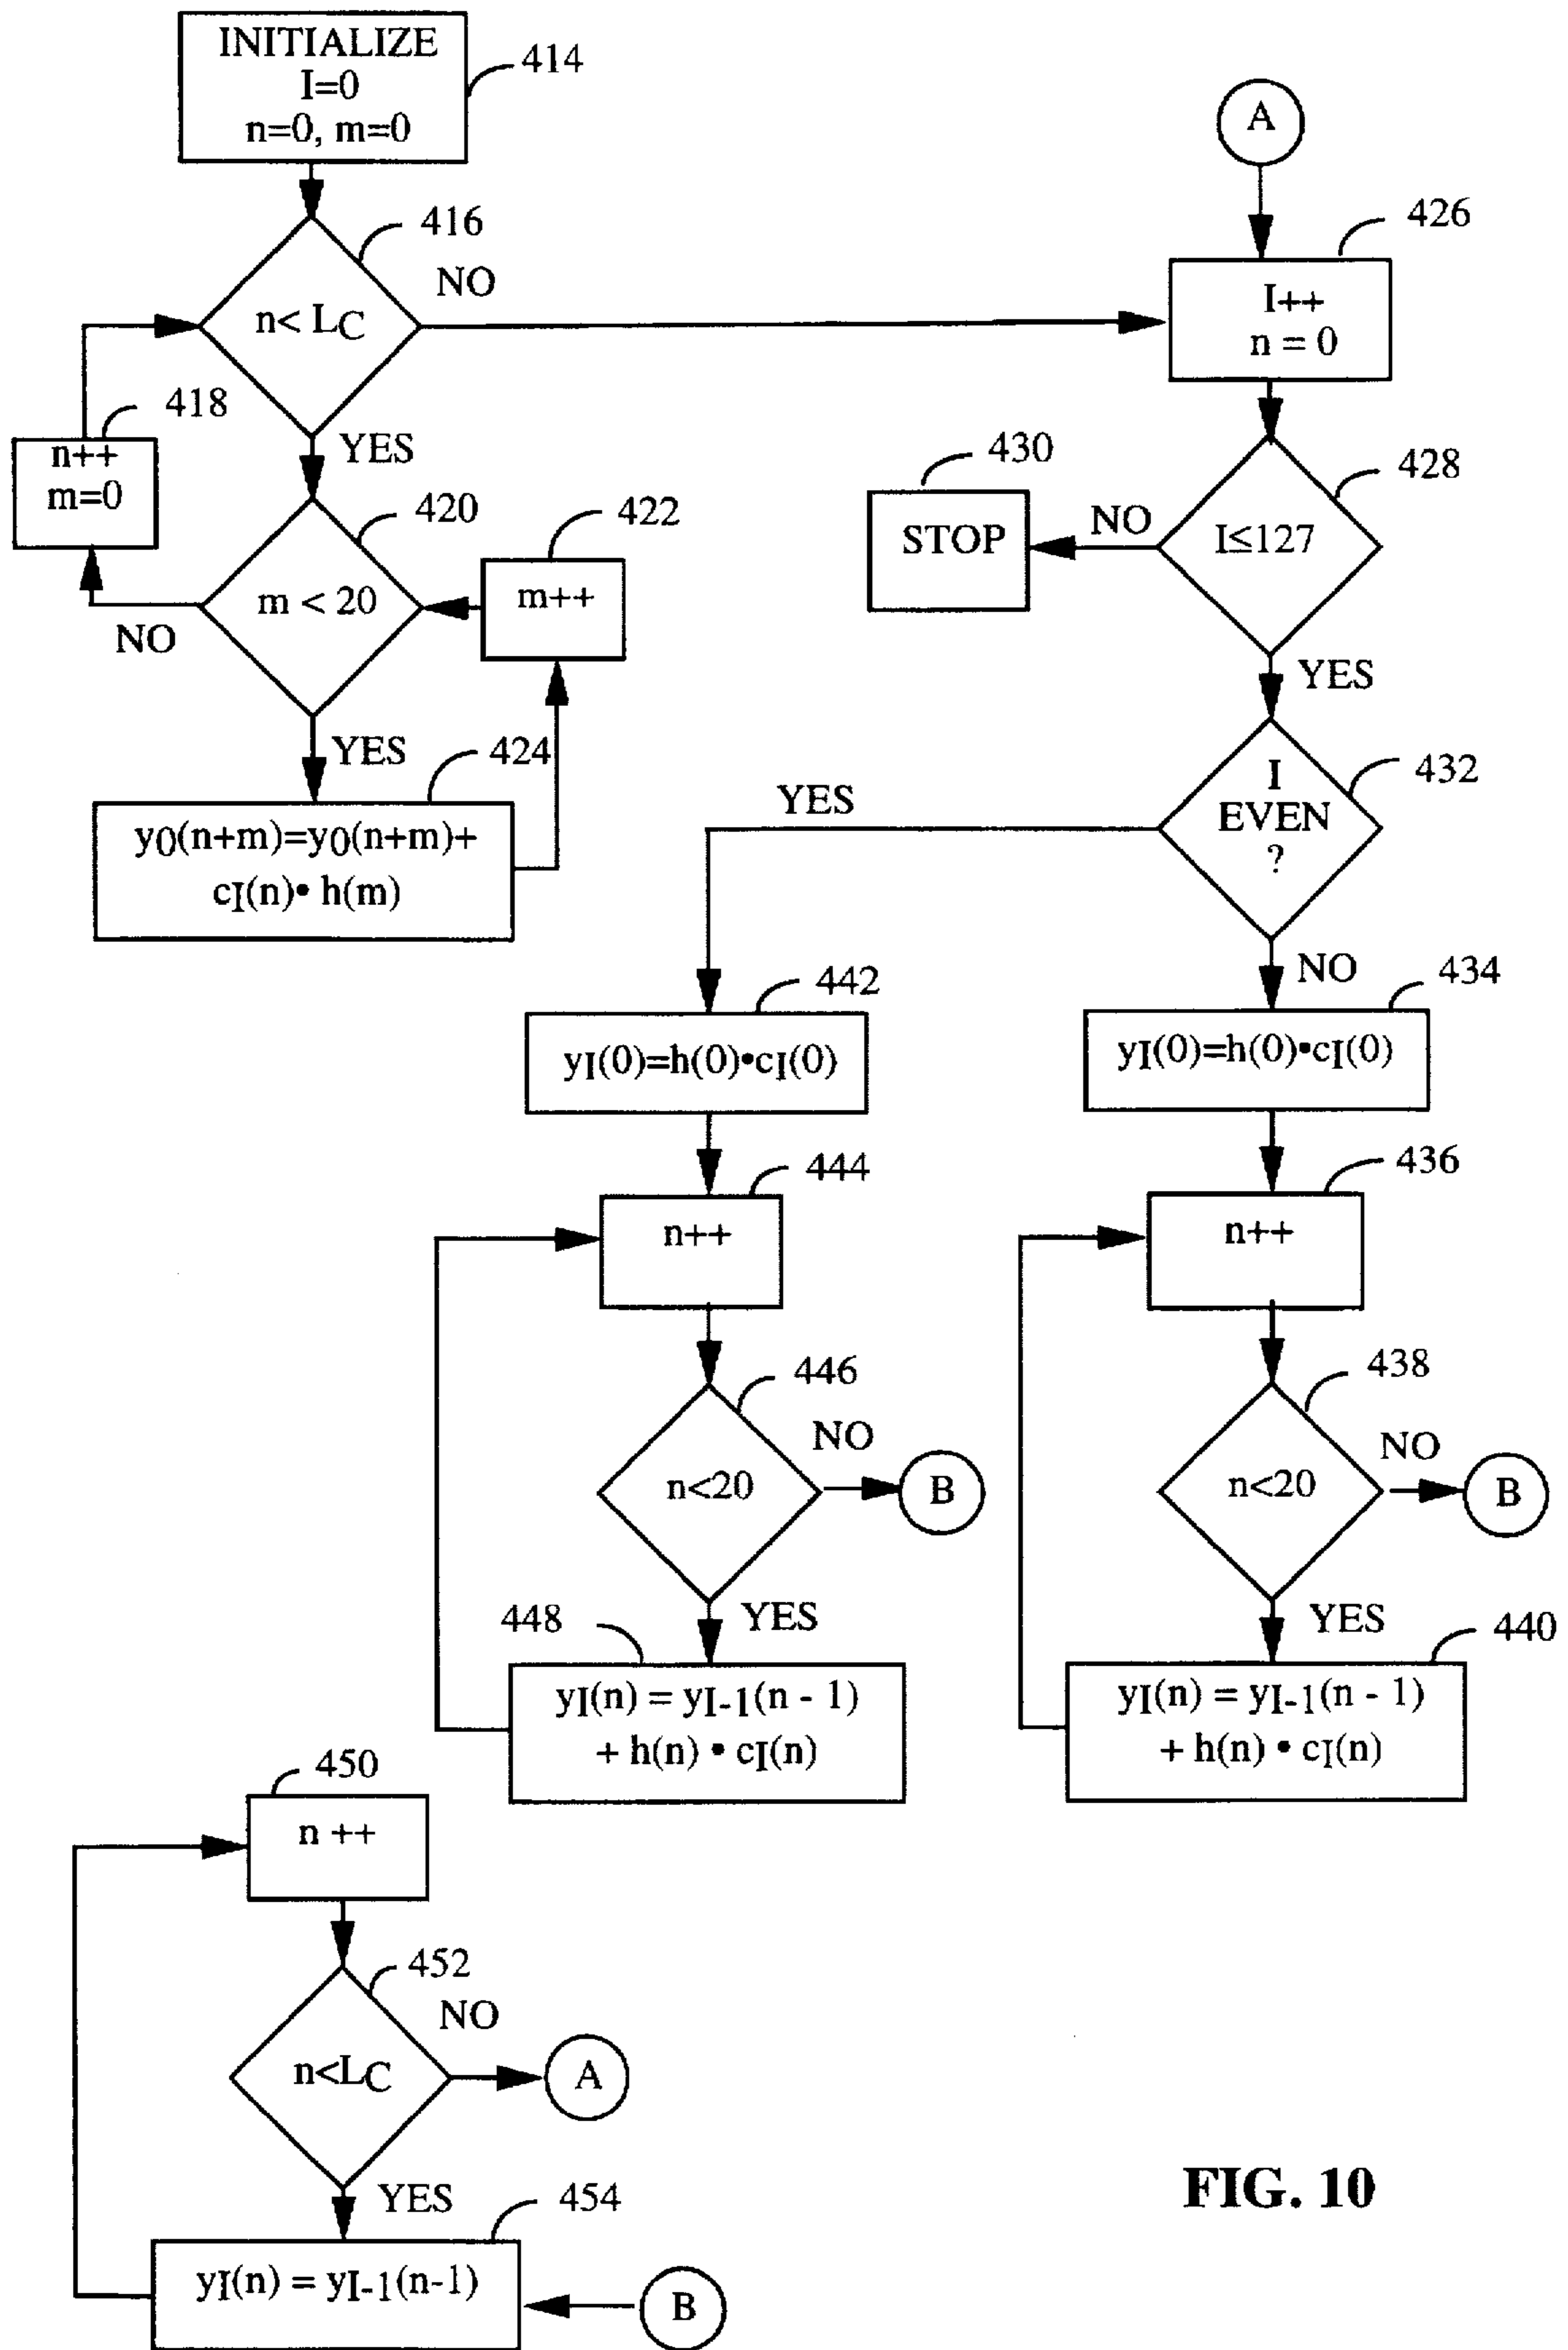 INITIALIZE
I=0
n=0, m=0
414
A
416
NO
n< LC
426
I++
n = 0
418
n++
m=0
YES
420
m < 20
NO
422
m++
430
STOP
NO
428
I≤127
YES
YES
424
y0(n+m)=y0(n+m)+
cI(n)• h(m)
432
I
EVEN
?
YES
NO
442
yI(0)=h(0)•cI(0)
434
yI(0)=h(0)•cI(0)
444
n++
436
n++
446
n<20
NO
B
438
n<20
NO
B
448
YES
yI(n) = yI-1(n - 1)
+ h(n) • cI(n)
YES
440
yI(n) = yI-1(n - 1)
+ h(n) • cI(n)
450
n ++
452
NO
n<LC
A
YES
454
yI(n) = yI-1(n-1)
B
FIG. 10